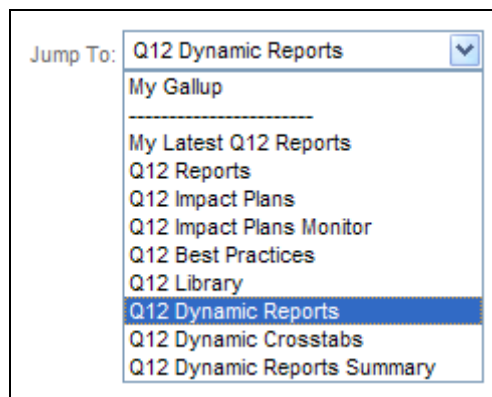 Jump To: Q12 Dynamic Reports
My Gallup
-----------------------
My Latest Q12 Reports
Q12 Reports
Q12 Impact Plans
Q12 Impact Plans Monitor
Q12 Best Practices
Q12 Library
Q12 Dynamic Reports
Q12 Dynamic Crosstabs
Q12 Dynamic Reports Summary